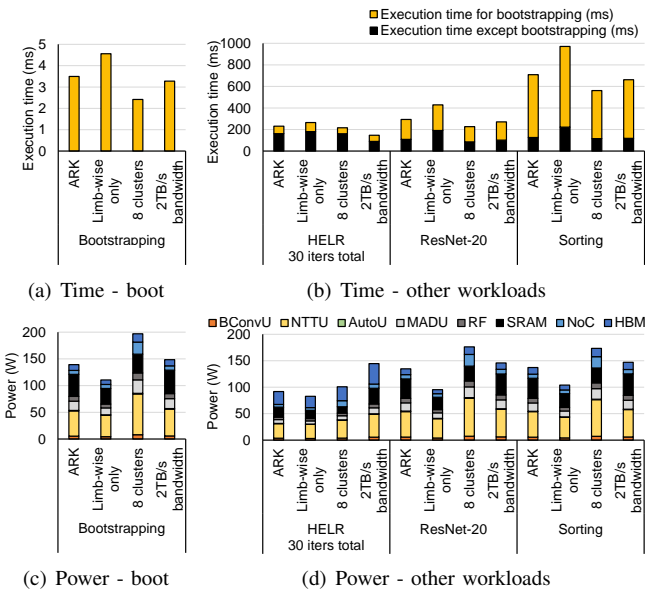 Execution time for bootstrapping (ms)
Execution time except bootstrapping (ms)
Execution time (ms)
5
4
3
2
1
0
ARK
Limb-wise only
8 clusters
2TB/s bandwidth
Bootstrapping
(a) Time - boot
Execution time (ms)
1000
800
600
400
200
0
ARK
Limb-wise only
8 clusters
2TB/s bandwidth
ARK
Limb-wise only
8 clusters
2TB/s bandwidth
ARK
Limb-wise only
8 clusters
2TB/s bandwidth
HELR
30 iters total
ResNet-20
Sorting
(b) Time - other workloads
BConvU NTTU AutoU MADU RF SRAM NoC HBM
Power (W)
200
150
100
50
0
ARK
Limb-wise only
8 clusters
2TB/s bandwidth
Bootstrapping
(c) Power - boot
Power (W)
200
150
100
50
0
ARK
Limb-wise only
8 clusters
2TB/s bandwidth
ARK
Limb-wise only
8 clusters
2TB/s bandwidth
ARK
Limb-wise only
8 clusters
2TB/s bandwidth
HELR
30 iters total
ResNet-20
Sorting
(d) Power - other workloads